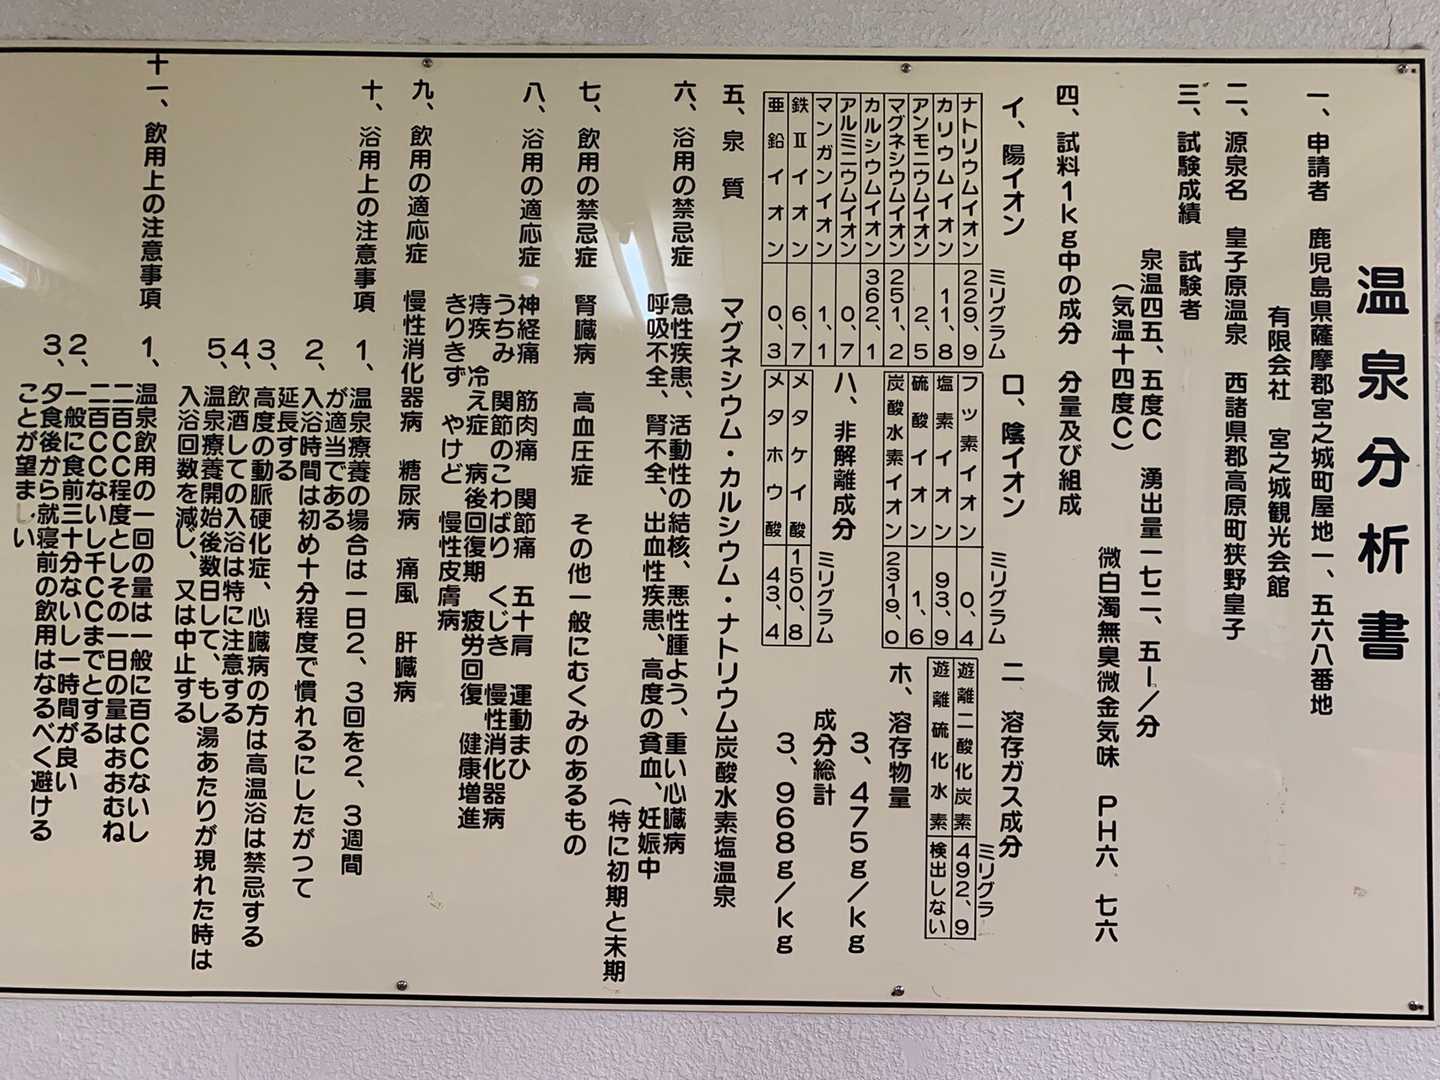 温泉分析書
一、申請者　鹿児島県薩摩郡宮之城町屋地一、五六八番地
有限会社　宮之城観光会館
二、源泉名　皇子原温泉　西諸県郡高原町狭野皇子
三、試験成績　試験者
泉温四五、五度C　湧出量一七二、五l／分
（気温十四度C）
微白濁無臭微金気味　PH六、七六
四、試料1kg中の成分　分量及び組成
イ、陽イオン　ミリグラム
ナトリウムイオン　229、9
カリウムイオン　11、8
アンモニウムイオン　2、5
マグネシウムイオン　251、2
カルシウムイオン　362、1
アルミニウムイオン　0、7
マンガンイオン　1、1
鉄Ⅱイオン　6、7
亜鉛イオン　0、3
ロ、陰イオン　ミリグラム
フッ素イオン　0、4
塩素イオン　93、9
硫酸イオン　1、6
炭酸水素イオン　2319、0
ハ、非解離成分　ミリグラム
メタケイ酸　150、8
メタホウ酸　43、4
二　溶存ガス成分　ミリグラ
遊離二酸化炭素　492、9
遊離硫化水素　検出しない
ホ、溶存物量
3、475g／kg
成分総計
3、968g／kg
五、泉質　マグネシウム・カルシウム・ナトリウム炭酸水素塩温泉
六、浴用の禁忌症　急性疾患、活動性の結核、悪性腫よう、重い心臓病
呼吸不全、腎不全、出血性疾患、高度の貧血、妊娠中
（特に初期と末期
七、飲用の禁忌症　腎臓病　高血圧症　その他一般にむくみのあるもの
八、浴用の適応症　神経痛　筋肉痛　関節痛　五十肩　運動まひ
うちみ　関節のこわばり　くじき　慢性消化器病
痔疾　冷え症　病後回復期　疲労回復　健康増進
きりきず　やけど　慢性皮膚病
九、飲用の適応症　慢性消化器病　糖尿病　痛風　肝臓病
十、浴用上の注意事項　1、温泉療養の場合は一日2、3回を2、3週間
が適当である
2、入浴時間は初め十分程度で慣れるにしたがって
延長する
3、高度の動脈硬化症、心臓病の方は高温浴は禁忌する
4、飲酒しての入浴は特に注意する
5、温泉療養開始後数日して、もし湯あたりが現れた時は
入浴回数を減じ、又は中止する
十一、飲用上の注意事項　1、温泉飲用の一回の量は一般に百CCないし
二百CC程度としその一日の量はおおむね
二百CCないし千CCまでとする
2、一般に食前三十分ないし一時間が良い
3、夕食後から就寝前の飲用はなるべく避ける
ことが望ましい